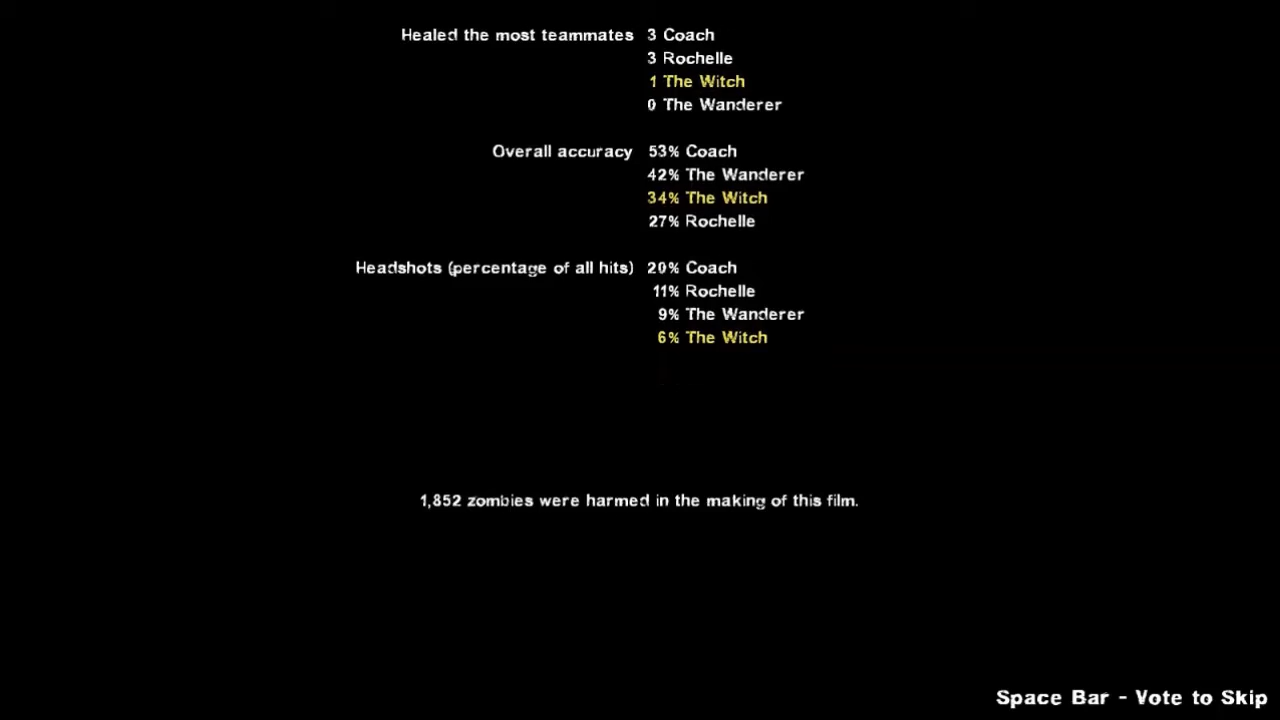 Healed the most teammates 3 Coach
3 Rochelle
1 The Witch
0 The Wanderer
Overall accuracy 53% Coach
42% The Wanderer
34% The Witch
27% Rochelle
Headshots (percentage of all hits) 20% Coach
11% Rochelle
9% The Wanderer
6% The Witch
1,852 zombies were harmed in the making of this film.
Space Bar - Vote to Skip